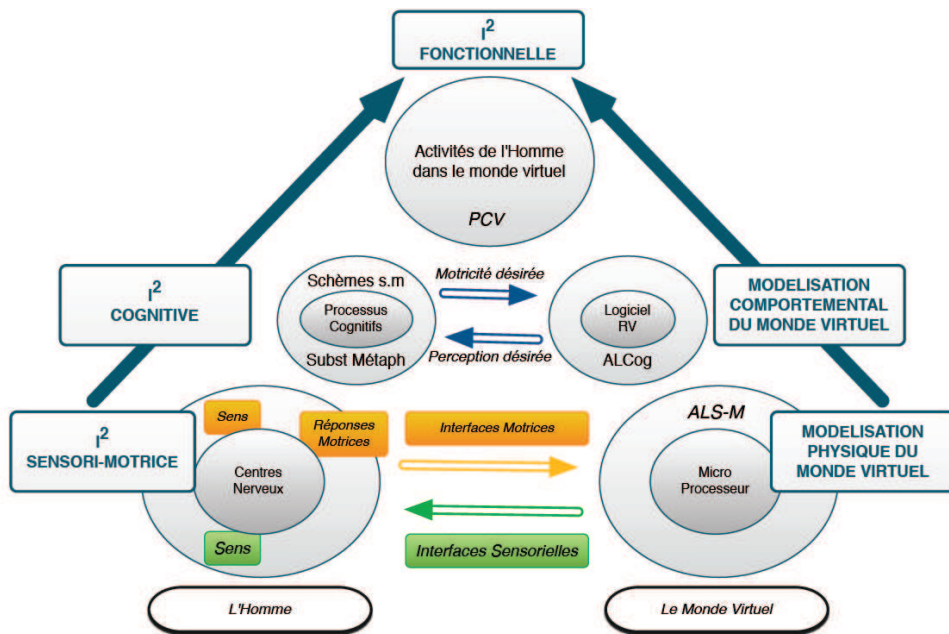 I²
FONCTIONNELLE
Activités de l'Homme
dans le monde virtuel
PCV
I²
COGNITIVE
Schèmes s.m
Processus
Cognitifs
Subst Métaph
Motricité désirée
Perception désirée
Logiciel
RV
ALCog
MODELISATION
COMPORTEMENTAL
DU MONDE VIRTUEL
I²
SENSORI-MOTRICE
Sens
Réponses
Motrices
Centres
Nerveux
Sens
Interfaces Motrices
Interfaces Sensorielles
ALS-M
Micro
Processeur
MODELISATION
PHYSIQUE DU
MONDE VIRTUEL
L'Homme
Le Monde Virtuel